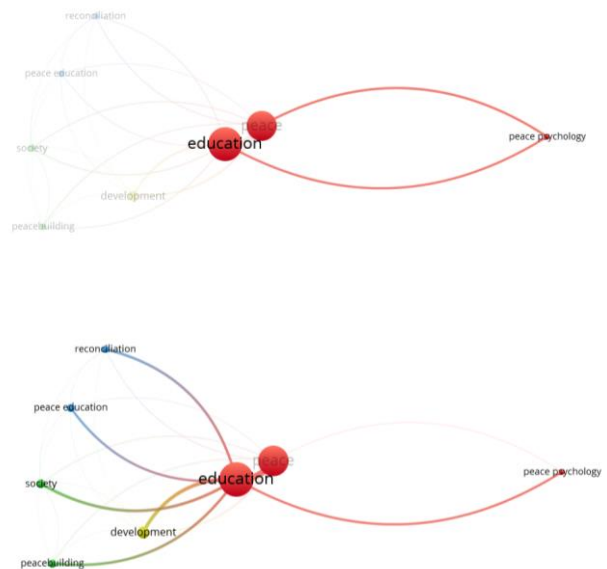 reconciliation
peace education
peace
peace psychology
education
society
development
peacebuilding
reconciliation
peace education
peace
peace psychology
education
society
development
peacebuilding